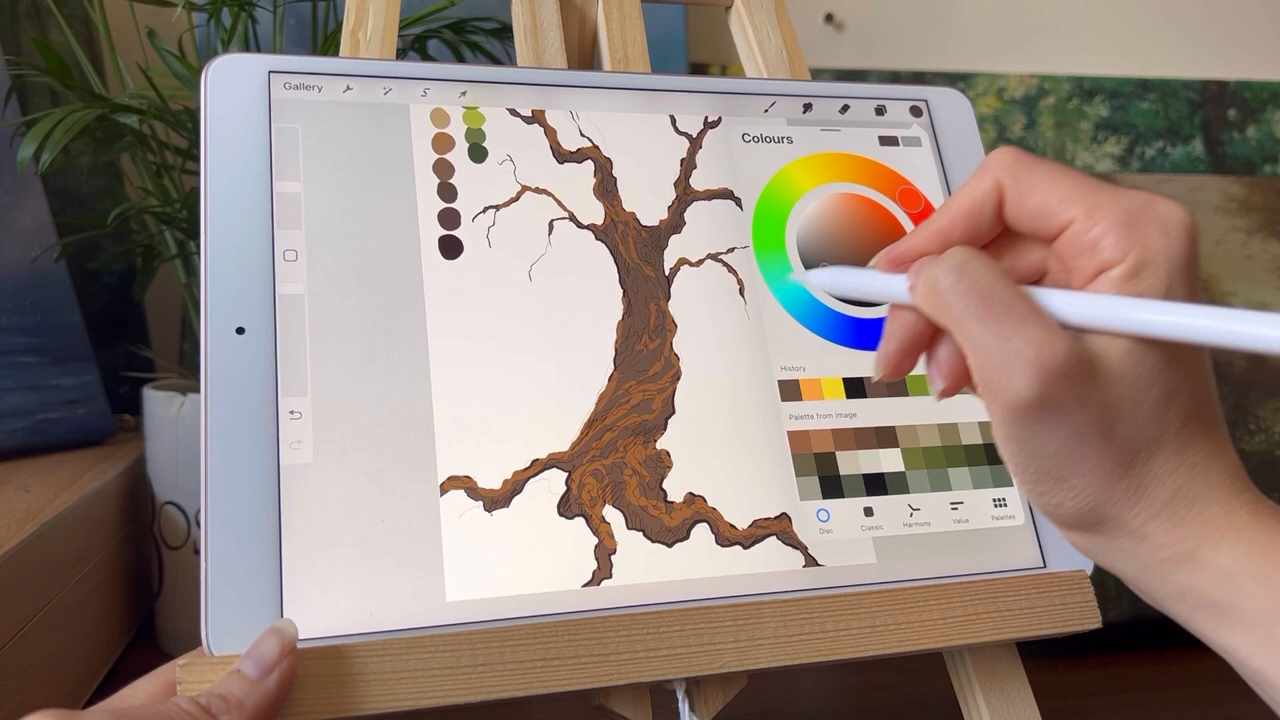 Gallery
Colours
History
Palette from image
Disc
Classic
Harmony
Value
Palettes